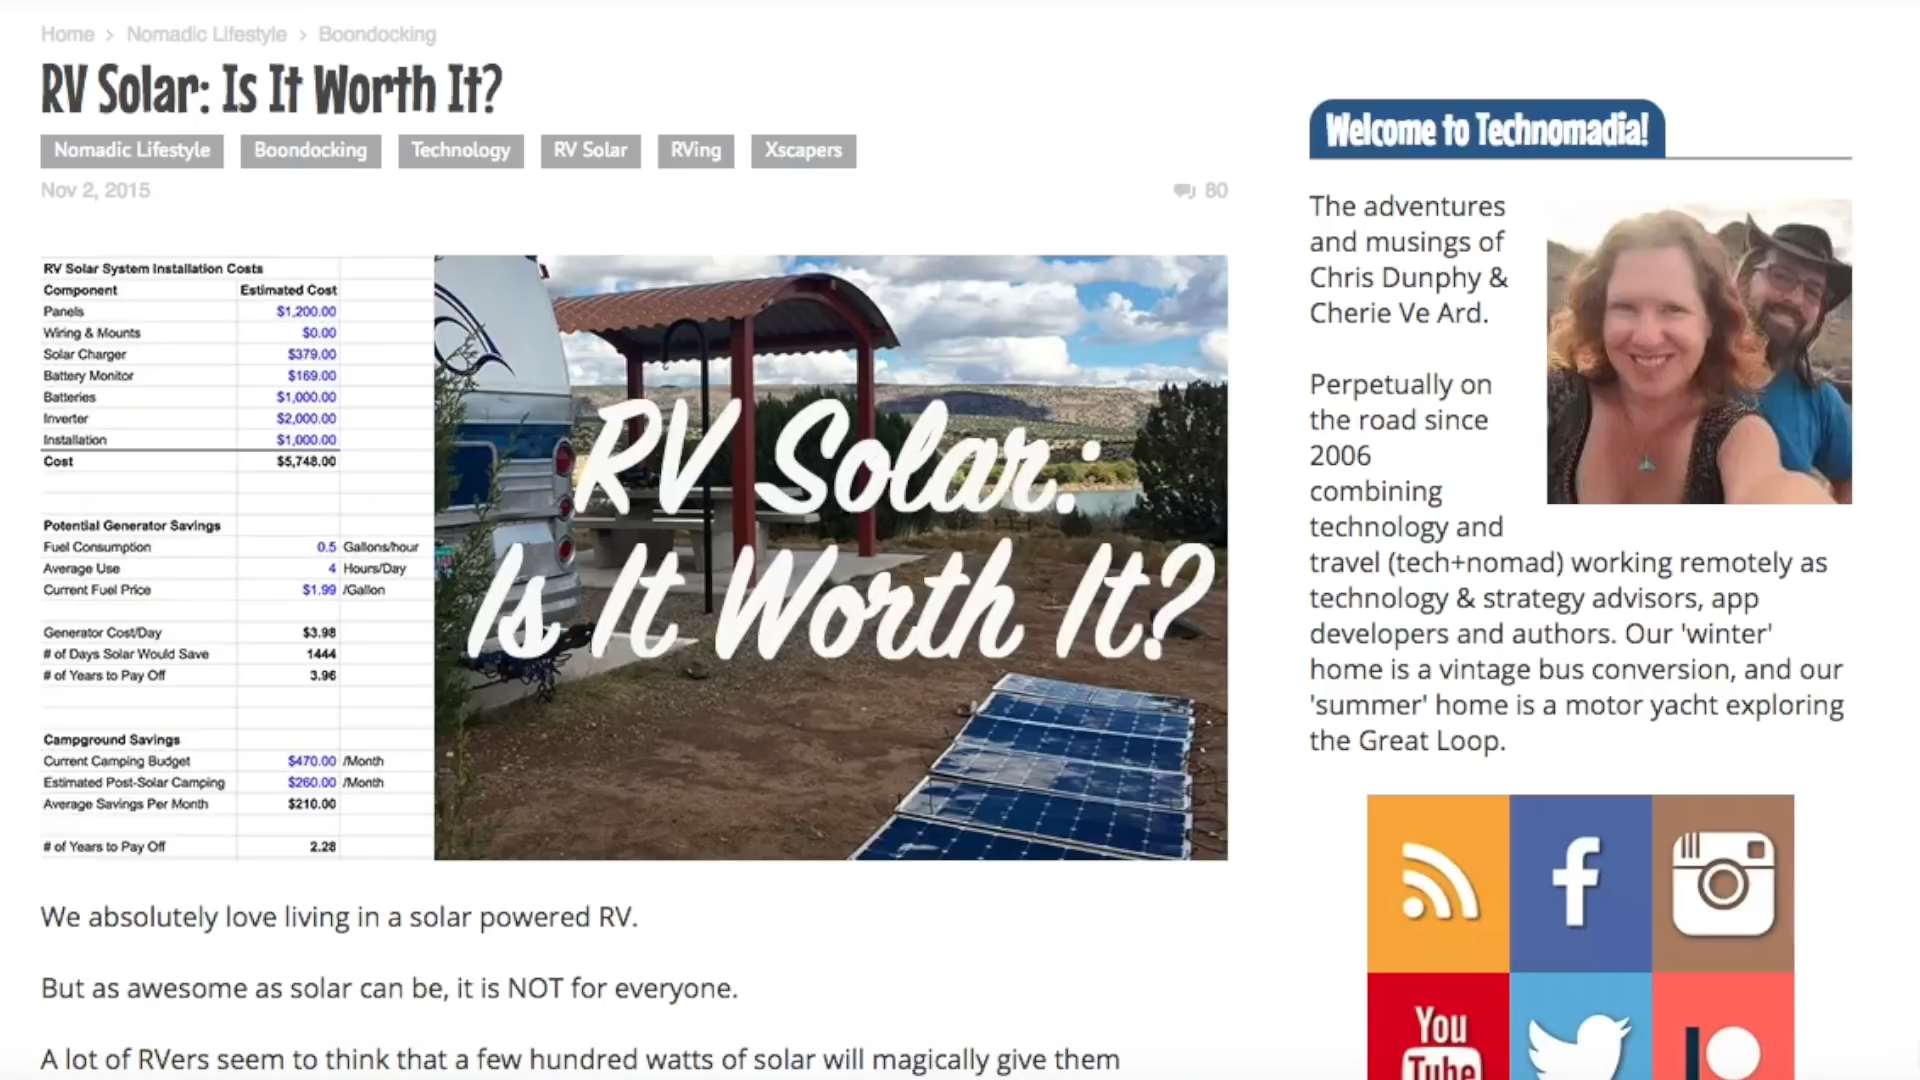 Home > Nomadic Lifestyle > Boondocking
RV Solar: Is It Worth It?
Nomadic Lifestyle Boondocking Technology RV Solar RVing Xscapers
Nov 2, 2015 80
RV Solar System Installation Costs
Component Estimated Cost
Panels $1,200.00
Wiring & Mounts $0.00
Solar Charger $379.00
Battery Monitor $169.00
Batteries $1,000.00
Inverter $2,000.00
Installation $1,000.00
Cost $5,748.00
Potential Generator Savings
Fuel Consumption 0.5 Gallons/hour
Average Use 4 Hours/Day
Current Fuel Price $1.99 /Gallon
Generator Cost/Day $3.98
# of Days Solar Would Save 1444
# of Years to Pay Off 3.96
Campground Savings
Current Camping Budget $470.00 /Month
Estimated Post-Solar Camping $260.00 /Month
Average Savings Per Month $210.00
# of Years to Pay Off 2.28
RV Solar:
Is It Worth It?
We absolutely love living in a solar powered RV.
But as awesome as solar can be, it is NOT for everyone.
A lot of RVers seem to think that a few hundred watts of solar will magically give them
Welcome to Technomadia!
The adventures
and musings of
Chris Dunphy &
Cherie Ve Ard.
Perpetually on
the road since
2006
combining
technology and
travel (tech+nomad) working remotely as
technology & strategy advisors, app
developers and authors. Our 'winter'
home is a vintage bus conversion, and our
'summer' home is a motor yacht exploring
the Great Loop.
f
You
Tube